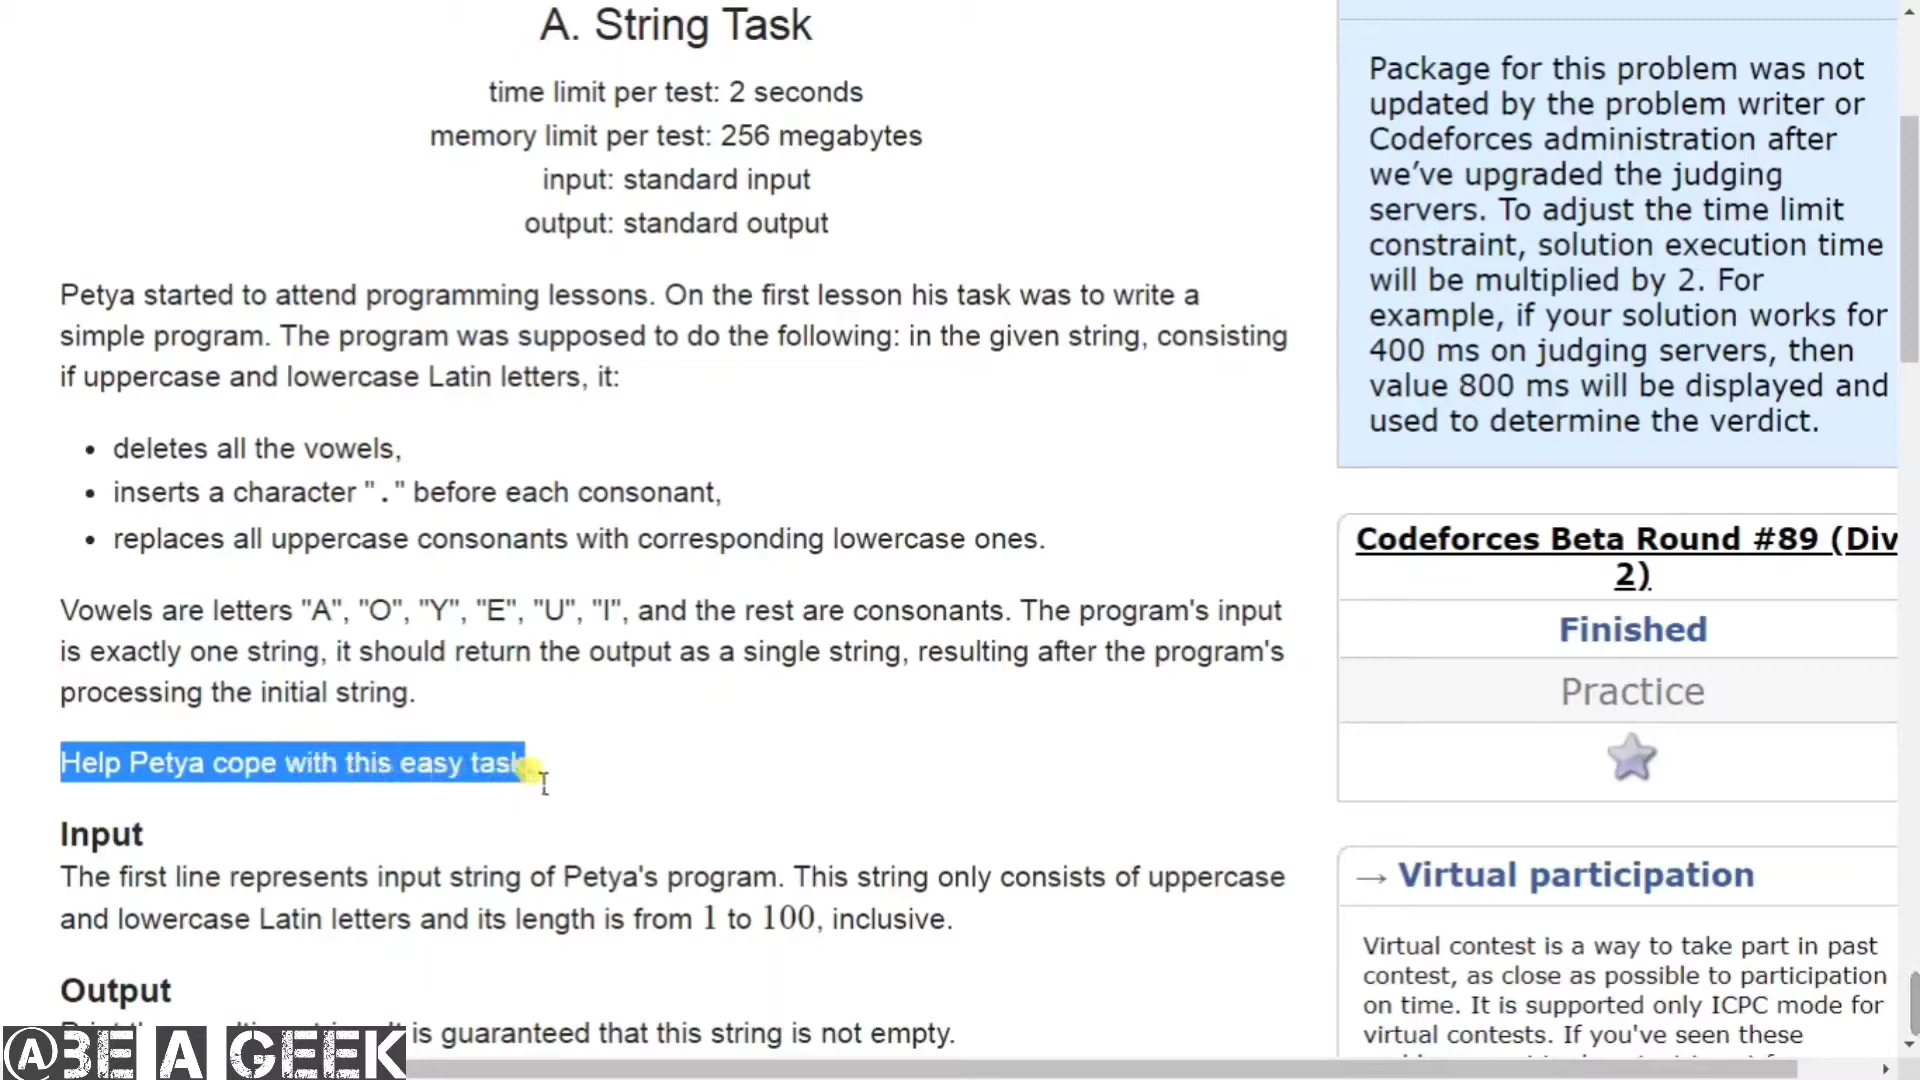 A. String Task
time limit per test: 2 seconds
memory limit per test: 256 megabytes
input: standard input
output: standard output
Petya started to attend programming lessons. On the first lesson his task was to write a
simple program. The program was supposed to do the following: in the given string, consisting
if uppercase and lowercase Latin letters, it:
• deletes all the vowels,
• inserts a character "." before each consonant,
• replaces all uppercase consonants with corresponding lowercase ones.
Vowels are letters "A", "O", "Y", "E", "U", "I", and the rest are consonants. The program's input
is exactly one string, it should return the output as a single string, resulting after the program's
processing the initial string.
Help Petya cope with this easy task
Input
The first line represents input string of Petya's program. This string only consists of uppercase
and lowercase Latin letters and its length is from 1 to 100, inclusive.
Output
is guaranteed that this string is not empty.
@BE A GEEK
Package for this problem was not
updated by the problem writer or
Codeforces administration after
we’ve upgraded the judging
servers. To adjust the time limit
constraint, solution execution time
will be multiplied by 2. For
example, if your solution works for
400 ms on judging servers, then
value 800 ms will be displayed and
used to determine the verdict.
Codeforces Beta Round #89 (Div
2)
Finished
Practice
→ Virtual participation
Virtual contest is a way to take part in past
contest, as close as possible to participation
on time. It is supported only ICPC mode for
virtual contests. If you've seen these